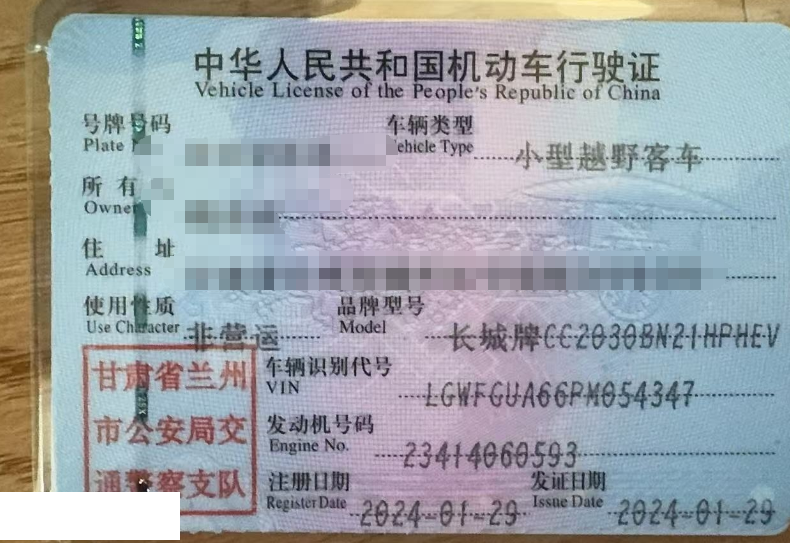 中华人民共和国机动车行驶证
Vehicle License of the People's Republic of China
号牌号码 车辆类型 小型越野客车
Plate Vehicle Type
所有
Owner
住址
Address
使用性质 非营运 品牌型号 长城牌CC2030BN21HPHEV
Use Character Model
甘肃省兰州 车辆识别代号 LGWFGUA66PM054347
VIN
市公安局交 发动机号码 23414060593
Engine No.
通警察支队 注册日期 2024-01-29 发证日期 2024-01-29
Register Date Issue Date